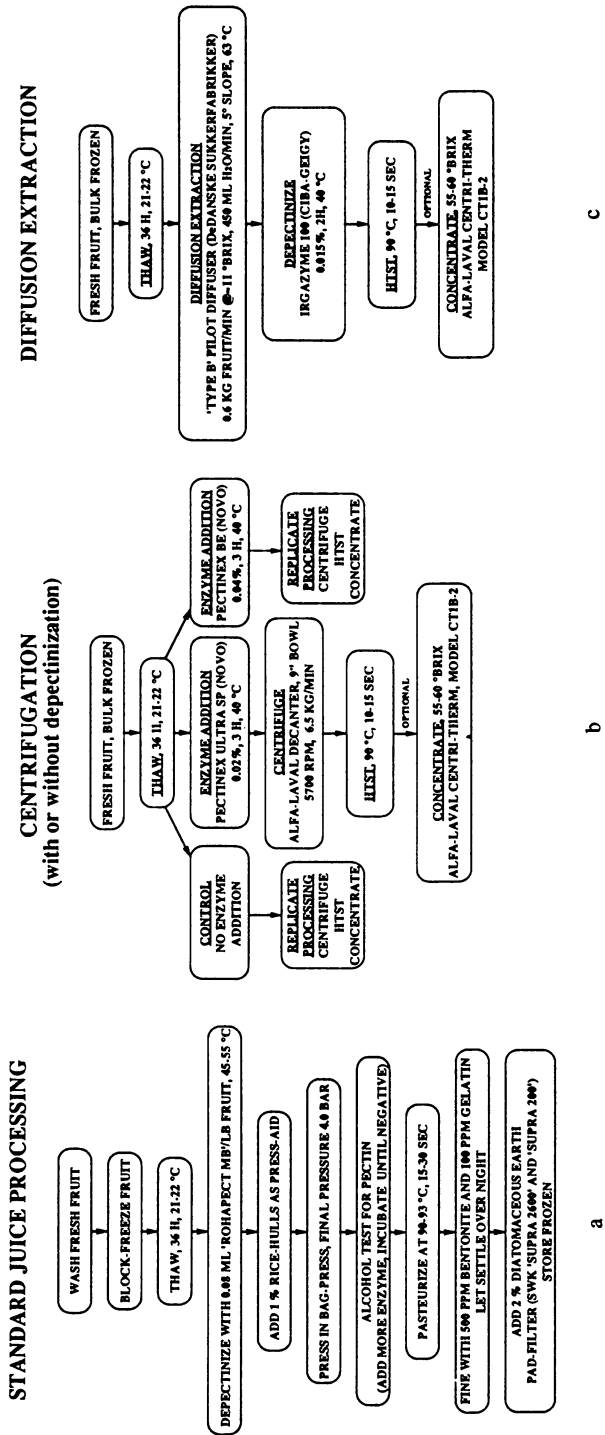 STANDARD JUICE PROCESSING
WASH FRESH FRUIT
BLOCK-FREEZE FRUIT
THAW, 36 H, 21-22 °C
DEPECTINIZE WITH 0.08 ML 'ROHAPECT MB'/LB FRUIT, 45-55 °C
ADD 1 % RICE-HULLS AS PRESS-AID
PRESS IN BAG-PRESS, FINAL PRESSURE 4.0 BAR
ALCOHOL TEST FOR PECTIN
(ADD MORE ENZYME, INCUBATE UNTIL NEGATIVE)
PASTEURIZE AT 90-93 °C, 15-30 SEC
FINE WITH 500 PPM BENTONITE AND 100 PPM GELATIN
LET SETTLE OVER NIGHT
ADD 2 % DIATOMACEOUS EARTH
PAD-FILTER (SWK 'SUPRA 2600' AND 'SUPRA 200')
STORE FROZEN
a
CENTRIFUGATION
(with or without depectinization)
FRESH FRUIT, BULK FROZEN
THAW, 36 H, 21-22 °C
CONTROL
NO ENZYME
ADDITION
REPLICATE
PROCESSING
CENTRIFUGE
HTST
CONCENTRATE
ENZYME ADDITION
PECTINEX ULTRA SP (NOVO)
0.02%, 3 H, 40 °C
CENTRIFUGE
ALFA-LAVAL DECANTER, 9" BOWL
5700 RPM, 6.5 KG/MIN
HTST, 90 °C, 10-15 SEC
OPTIONAL
CONCENTRATE, 55-60 °BRIX
ALFA-LAVAL CENTRI-THERM, MODEL CT1B-2
ENZYME ADDITION
PECTINEX BE (NOVO)
0.04%, 3 H, 40 °C
REPLICATE
PROCESSING
CENTRIFUGE
HTST
CONCENTRATE
b
DIFFUSION EXTRACTION
FRESH FRUIT, BULK FROZEN
THAW, 36 H, 21-22 °C
DIFFUSION EXTRACTION
'TYPE B' PILOT DIFFUSER (DeDANSKE SUKKERFABRIKKER)
0.6 KG FRUIT/MIN @~11 °BRIX, 450 ML H2O/MIN, 5° SLOPE, 63 °C
DEPECTINIZE
IRGAZYME 100 (CIBA-GEIGY)
0.015%, 2H, 40 °C
HTST, 90 °C, 10-15 SEC
OPTIONAL
CONCENTRATE, 55-60 °BRIX
ALFA-LAVAL CENTRI-THERM
MODEL CT1B-2
c